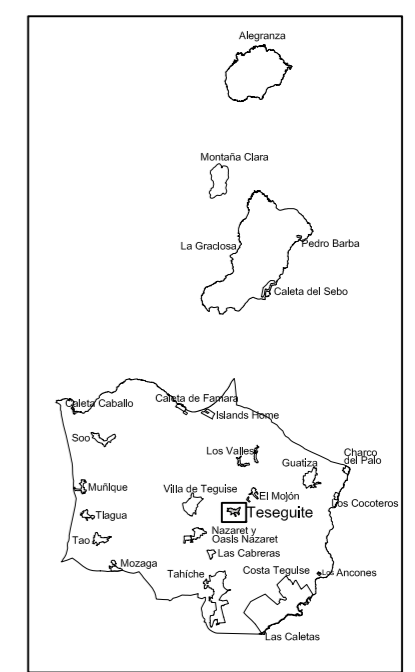 Alegranza
Montaña Clara
La Graciosa
Pedro Barba
Caleta del Sebo
Caleta Caballo
Caleta de Famara
Islands Home
Soo
Los Valles
Guatiza
Charco
del Palo
Muñique
Villa de Teguise
El Mojón
Los Cocoteros
Tiagua
Teseguite
Nazaret y
Oasis Nazaret
Tao
Las Cabreras
Mozaga
Tahíche
Costa Teguise
Los Ancones
Las Caletas